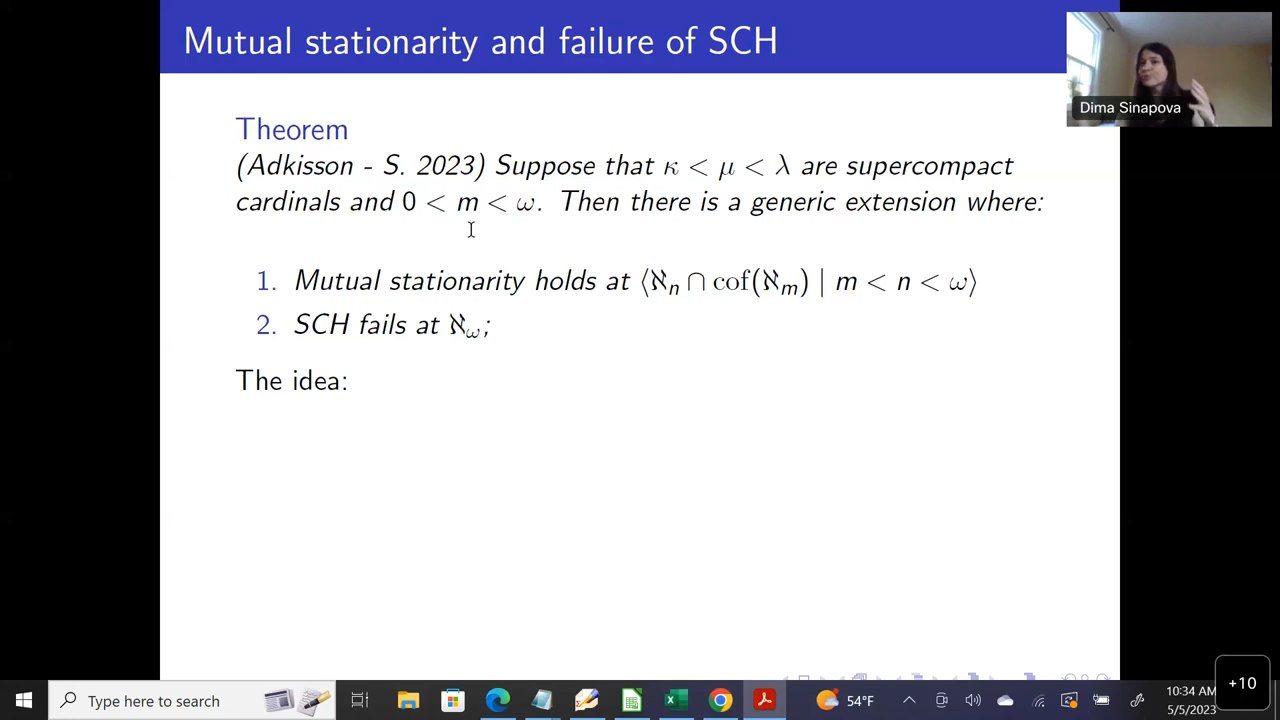 Mutual stationarity and failure of SCH
Dima Sinapova
Theorem
(Adkisson - S. 2023) Suppose that κ < μ < λ are supercompact
cardinals and 0 < m < ω. Then there is a generic extension where:
1. Mutual stationarity holds at ⟨ℵₙ ∩ cof(ℵₘ) | m < n < ω⟩
2. SCH fails at ℵ_ω;
The idea:
Type here to search
54°F
10:34 AM
5/5/2023
+10